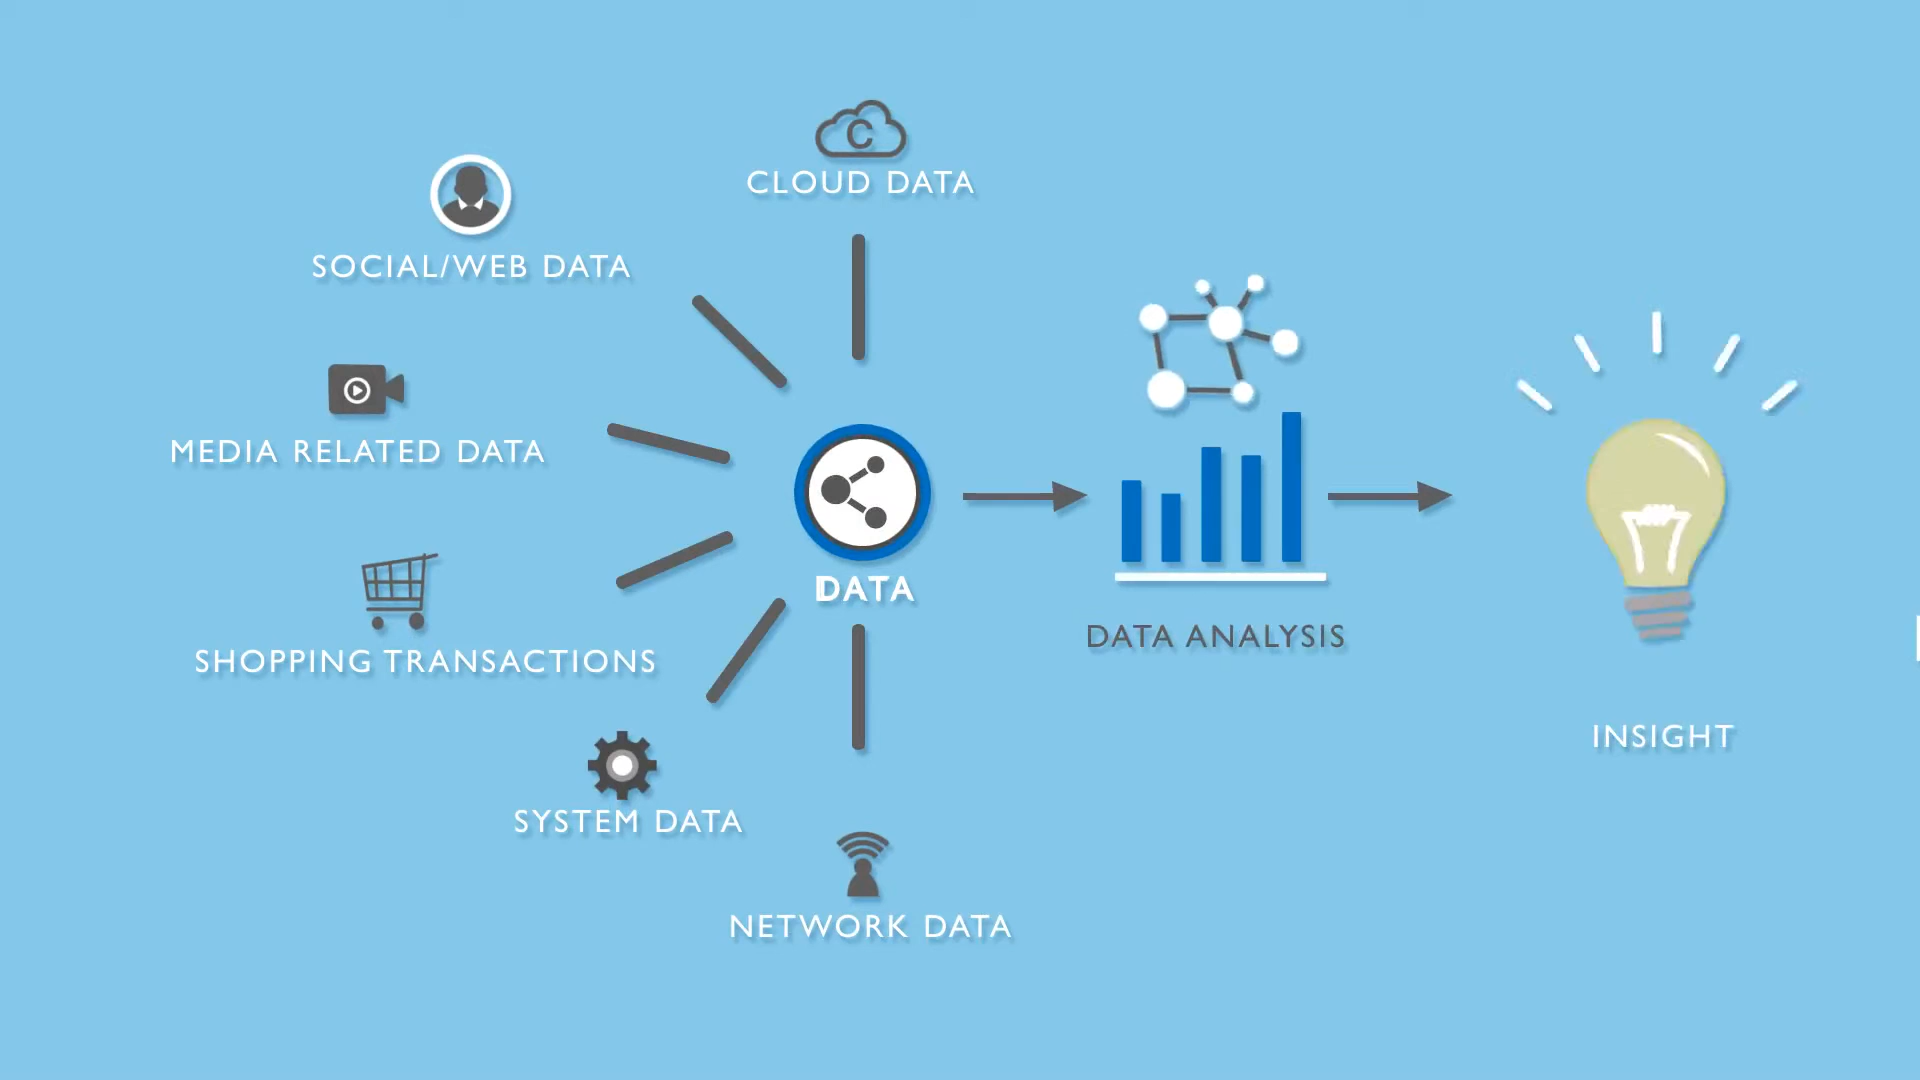 C
CLOUD DATA
SOCIAL/WEB DATA
MEDIA RELATED DATA
DATA
SHOPPING TRANSACTIONS
DATA ANALYSIS
SYSTEM DATA
INSIGHT
NETWORK DATA